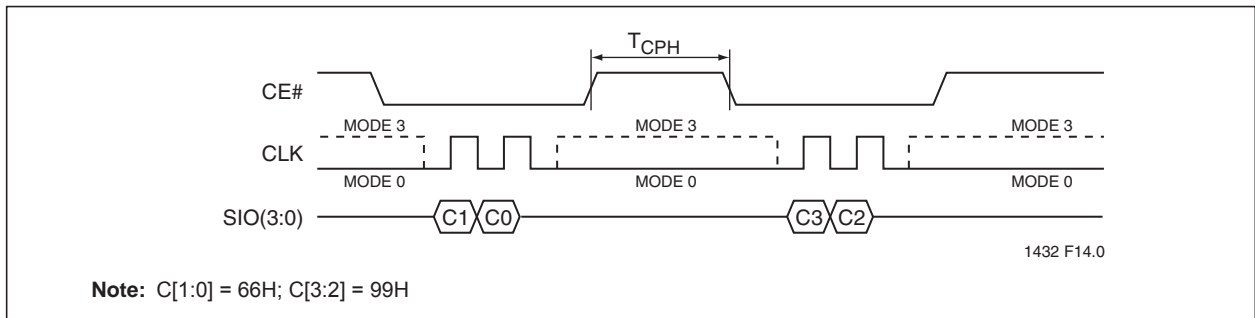 T_CPH
CE#
MODE 3 MODE 3 MODE 3
CLK
MODE 0 MODE 0 MODE 0
SIO(3:0) C1 C0 C3 C2
1432 F14.0
Note: C[1:0] = 66H; C[3:2] = 99H